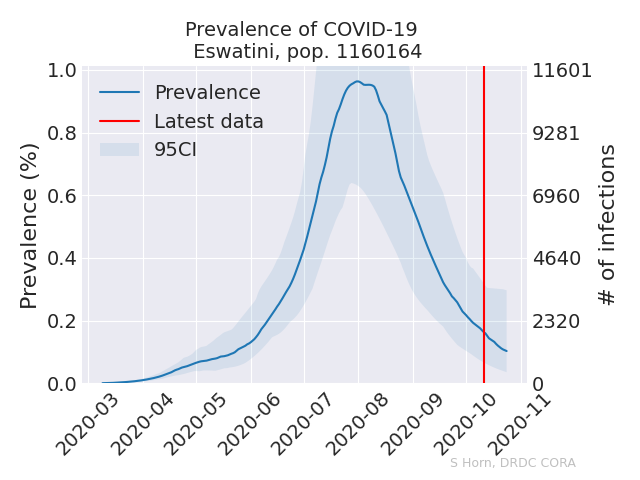 Prevalence of COVID-19
Eswatini, pop. 1160164
Prevalence
Latest data
95CI
Prevalence (%)
1.0
0.8
0.6
0.4
0.2
0.0
# of infections
11601
9281
6960
4640
2320
0
2020-03
2020-04
2020-05
2020-06
2020-07
2020-08
2020-09
2020-10
2020-11
S Horn, DRDC CORA